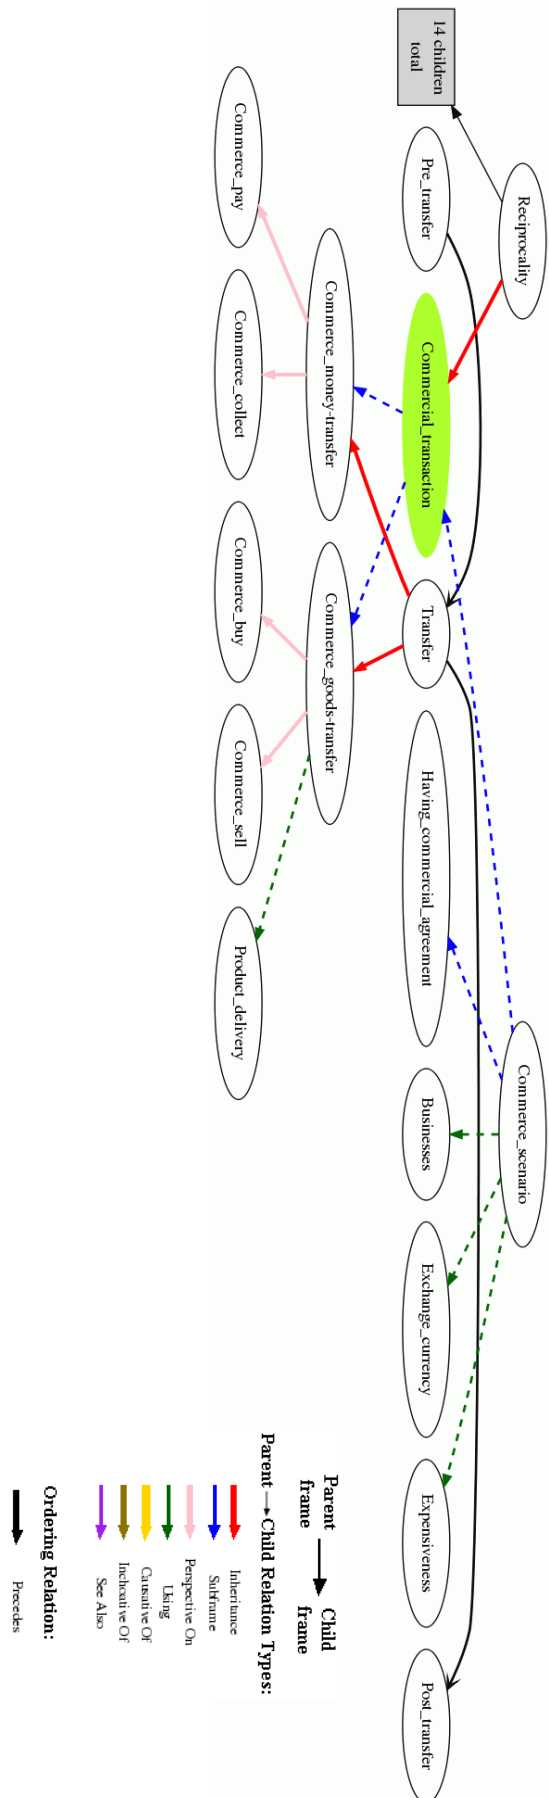 Reciprocality
Commerce_scenario
14 children
total
Pre_transfer
Commercial_transaction
Transfer
Having_commercial_agreement
Businesses
Exchange_currency
Expensiveness
Post_transfer
Commerce_money-transfer
Commerce_goods-transfer
Commerce_pay
Commerce_collect
Commerce_buy
Commerce_sell
Product_delivery
Parent
frame
Child
frame
Parent Child Relation Types:
Inheritance
Subframe
Perspective On
Using
Causative Of
Inchoative Of
See Also
Ordering Relation:
Precedes